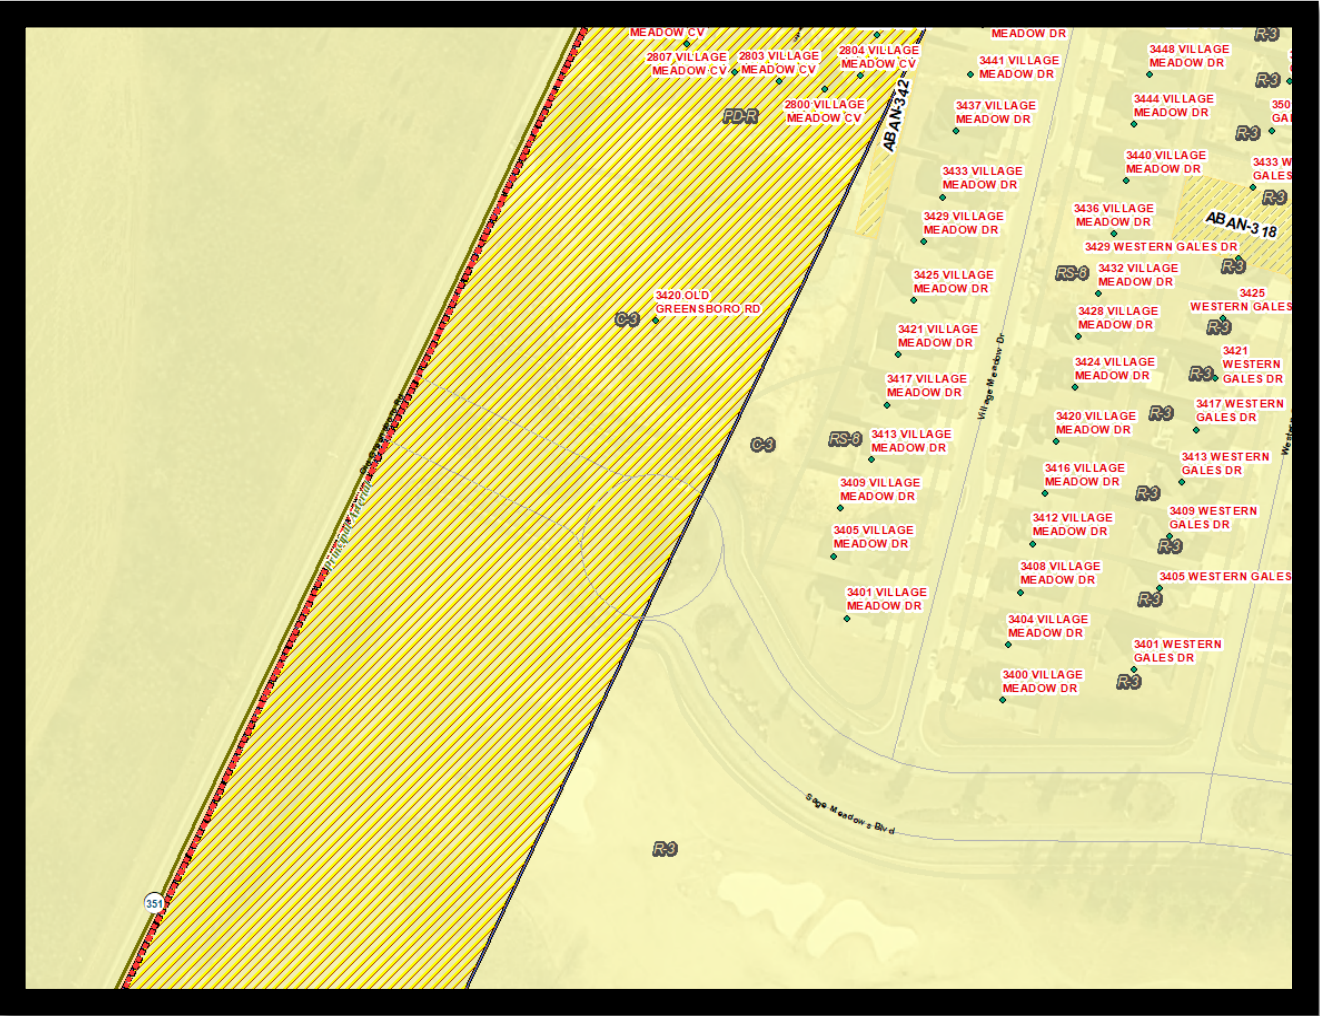 MEADOW CV
2807 VILLAGE
MEADOW CV
2803 VILLAGE
MEADOW CV
2804 VILLAGE
MEADOW CV
2800 VILLAGE
MEADOW CV
PD-R
ABAN-342
MEADOW DR
3441 VILLAGE
MEADOW DR
3437 VILLAGE
MEADOW DR
3433 VILLAGE
MEADOW DR
3429 VILLAGE
MEADOW DR
3425 VILLAGE
MEADOW DR
3421 VILLAGE
MEADOW DR
3417 VILLAGE
MEADOW DR
RS-8
3413 VILLAGE
MEADOW DR
3409 VILLAGE
MEADOW DR
3405 VILLAGE
MEADOW DR
3401 VILLAGE
MEADOW DR
3420 OLD
GREENSBORO RD
C-3
C-3
Principal Arterial
351
Village Meadow Dr
3448 VILLAGE
MEADOW DR
3444 VILLAGE
MEADOW DR
3440 VILLAGE
MEADOW DR
3436 VILLAGE
MEADOW DR
3429 WESTERN GALES DR
RS-8
3432 VILLAGE
MEADOW DR
3428 VILLAGE
MEADOW DR
3424 VILLAGE
MEADOW DR
3420 VILLAGE
MEADOW DR
3416 VILLAGE
MEADOW DR
3412 VILLAGE
MEADOW DR
3408 VILLAGE
MEADOW DR
3404 VILLAGE
MEADOW DR
3400 VILLAGE
MEADOW DR
R-3
R-3
R-3
350
GA
3433 W
GALES
R-3
ABAN-318
R-3
3425
WESTERN GALES
R-3
3421
WESTERN
GALES DR
R-3
3417 WESTERN
GALES DR
R-3
3413 WESTERN
GALES DR
R-3
3409 WESTERN
GALES DR
R-3
3405 WESTERN GALES
R-3
3401 WESTERN
GALES DR
R-3
Sage Meadows Blvd
R-3